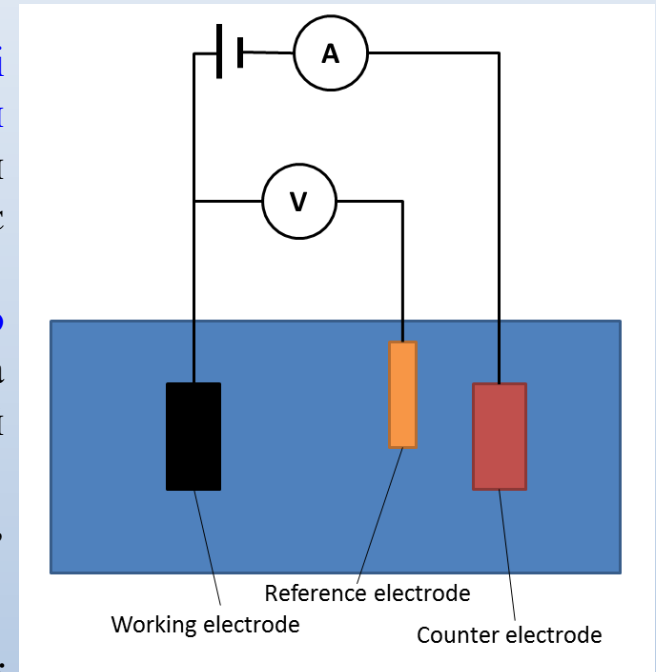 A
V
Reference electrode
Working electrode
Counter electrode